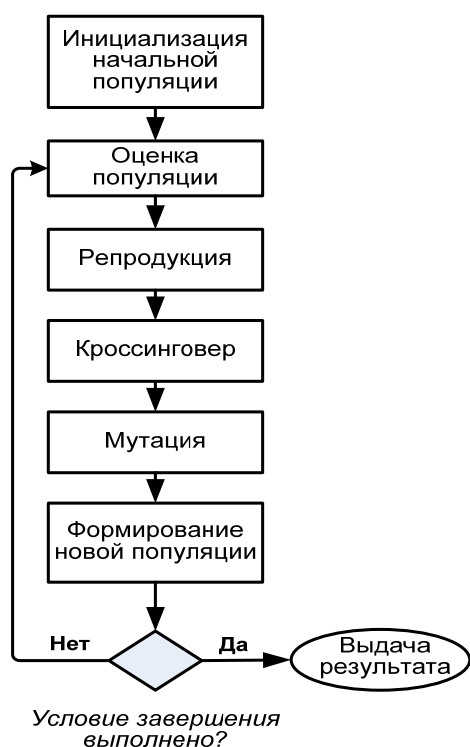 Инициализация
начальной
популяции
Оценка
популяции
Репродукция
Кроссинговер
Мутация
Формирование
новой популяции
Нет
Да
Выдача
результата
Условие завершения
выполнено?